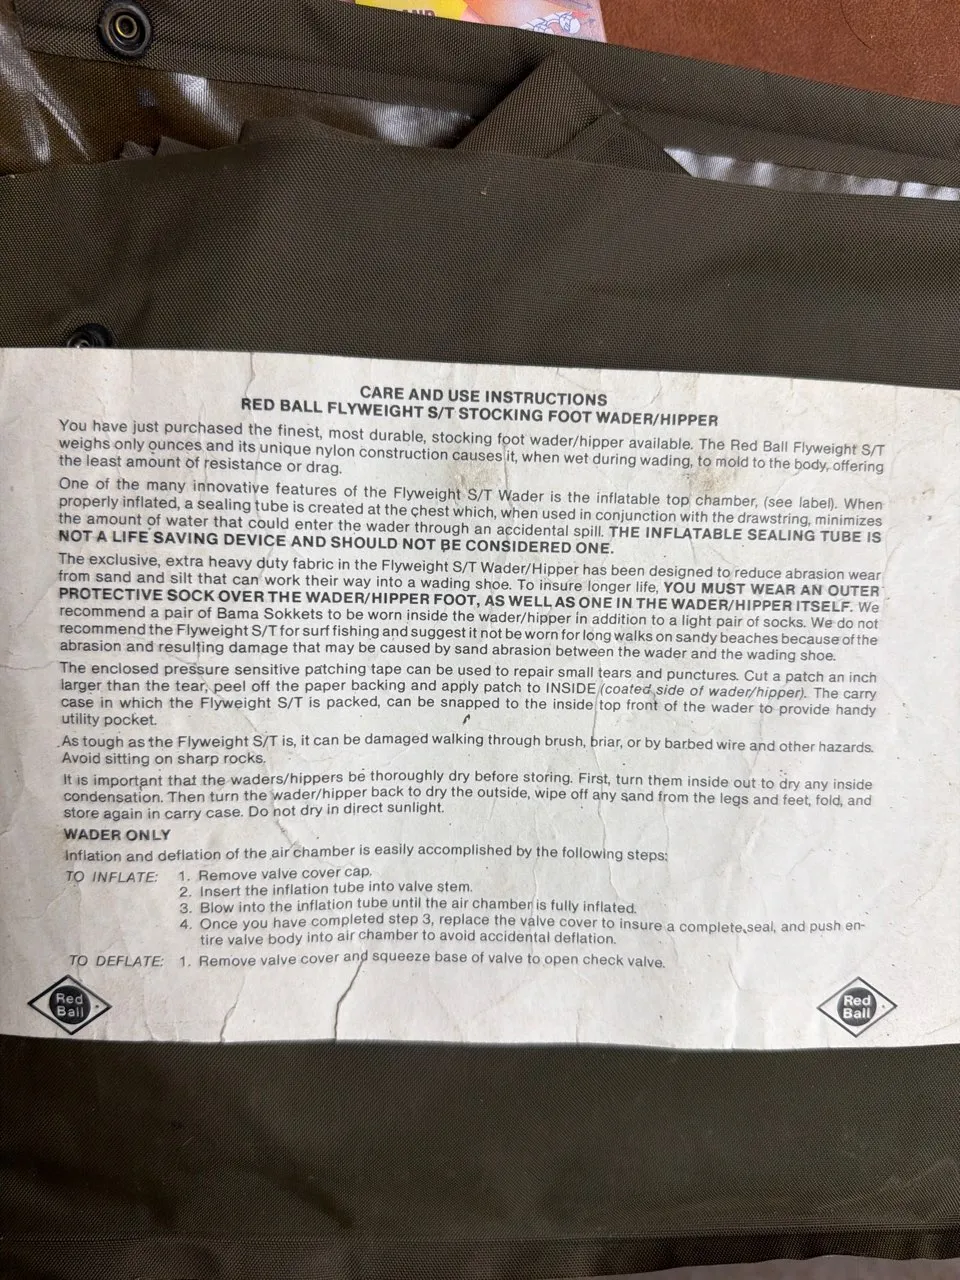 AND
CARE AND USE INSTRUCTIONS
RED BALL FLYWEIGHT S/T STOCKING FOOT WADER/HIPPER
You have just purchased the finest, most durable, stocking foot wader/hipper available. The Red Ball Flyweight S/T
weighs only ounces and its unique nylon construction causes it, when wet during wading, to mold to the body, offering
the least amount of resistance or drag.
One of the many innovative features of the Flyweight S/T Wader is the inflatable top chamber, (see label). When
properly inflated, a sealing tube is created at the chest which, when used in conjunction with the drawstring, minimizes
the amount of water that could enter the wader through an accidental spill. THE INFLATABLE SEALING TUBE IS
NOT A LIFE SAVING DEVICE AND SHOULD NOT BE CONSIDERED ONE.
The exclusive, extra heavy duty fabric in the Flyweight S/T Wader/Hipper has been designed to reduce abrasion wear
from sand and silt that can work their way into a wading shoe. To insure longer life, YOU MUST WEAR AN OUTER
PROTECTIVE SOCK OVER THE WADER/HIPPER FOOT, AS WELL AS ONE IN THE WADER/HIPPER ITSELF. We
recommend a pair of Bama Sokkets to be worn inside the wader/hipper in addition to a light pair of socks. We do not
recommend the Flyweight S/T for surf fishing and suggest it not be worn for long walks on sandy beaches because of the
abrasion and resulting damage that may be caused by sand abrasion between the wader and the wading shoe.
The enclosed pressure sensitive patching tape can be used to repair small tears and punctures. Cut a patch an inch
larger than the tear, peel off the paper backing and apply patch to INSIDE (coated side of wader/hipper). The carry
case in which the Flyweight S/T is packed, can be snapped to the inside top front of the wader to provide handy
utility pocket.
As tough as the Flyweight S/T is, it can be damaged walking through brush, briar, or by barbed wire and other hazards.
Avoid sitting on sharp rocks.
It is important that the waders/hippers be thoroughly dry before storing. First, turn them inside out to dry any inside
condensation. Then turn the wader/hipper back to dry the outside, wipe off any sand from the legs and feet, fold, and
store again in carry case. Do not dry in direct sunlight.
WADER ONLY
Inflation and deflation of the air chamber is easily accomplished by the following steps:
TO INFLATE: 1. Remove valve cover cap.
2. Insert the inflation tube into valve stem.
3. Blow into the inflation tube until the air chamber is fully inflated.
4. Once you have completed step 3, replace the valve cover to insure a complete seal, and push en-
tire valve body into air chamber to avoid accidental deflation.
TO DEFLATE: 1. Remove valve cover and squeeze base of valve to open check valve.
Red
Ball
Red
Ball